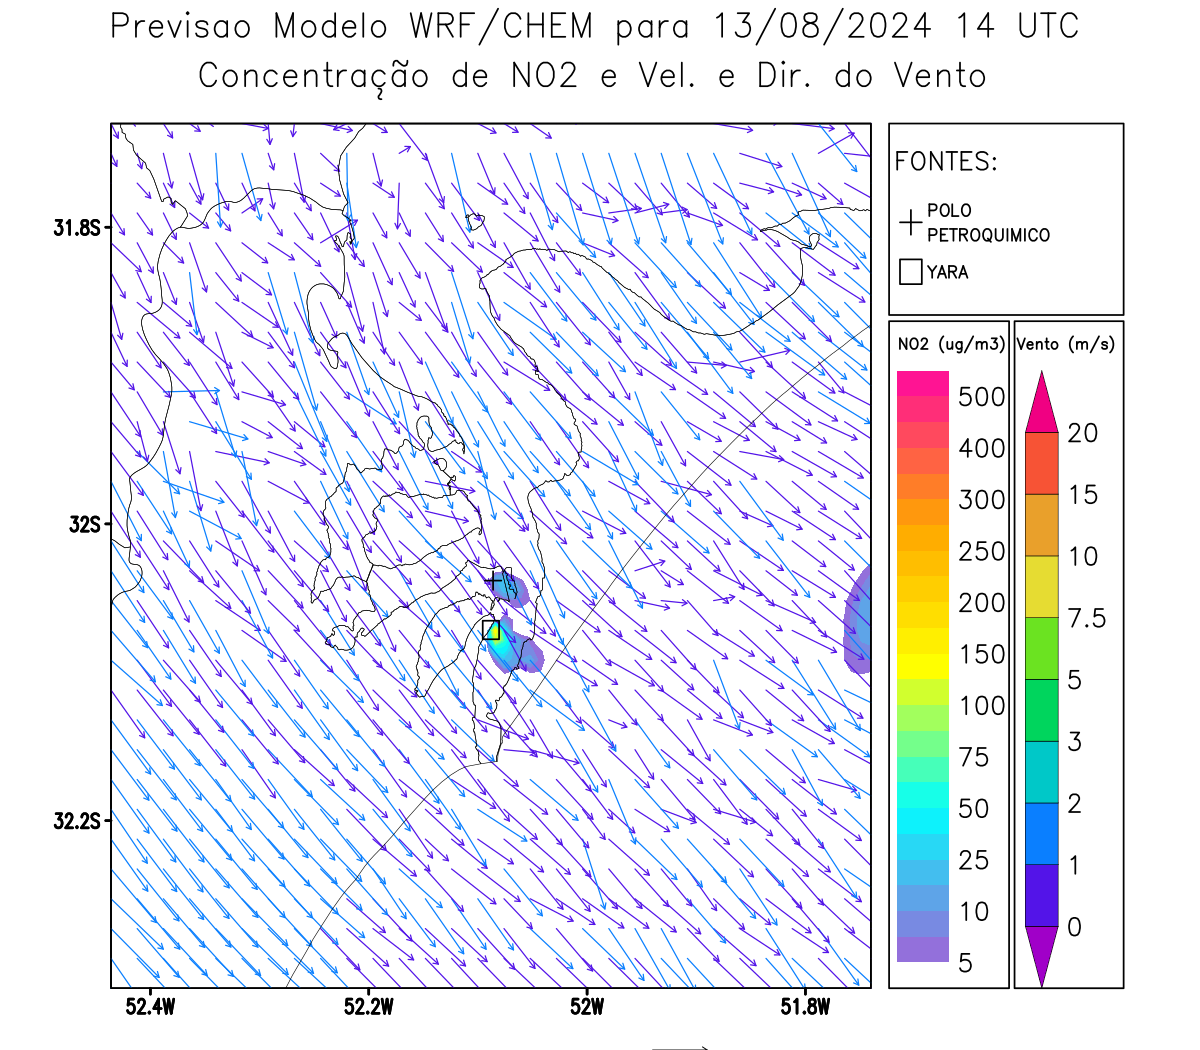 Previsao Modelo WRF/CHEM para 13/08/2024 14 UTC
Concentração de NO2 e Vel. e Dir. do Vento
FONTES:
POLO
PETROQUIMICO
YARA
31.8S
32S
32.2S
52.4W
52.2W
52W
51.8W
NO2 (ug/m3)
500
400
300
250
200
150
100
75
50
25
10
5
Vento (m/s)
20
15
10
7.5
5
3
2
1
0